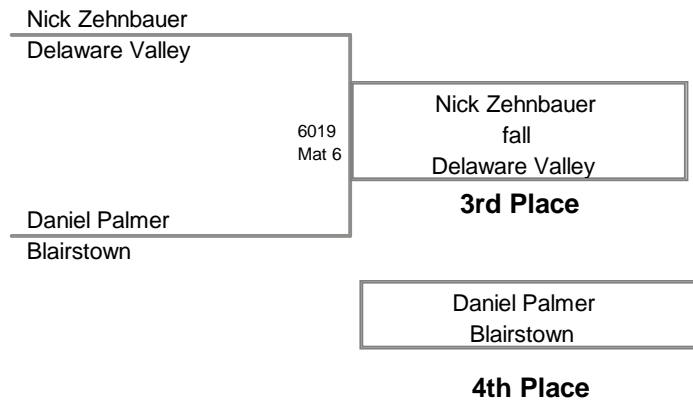 Nick Zehnbauer
Delaware Valley
6019
Mat 6
Nick Zehnbauer
fall
Delaware Valley
3rd Place
Daniel Palmer
Blairstown
Daniel Palmer
Blairstown
4th Place